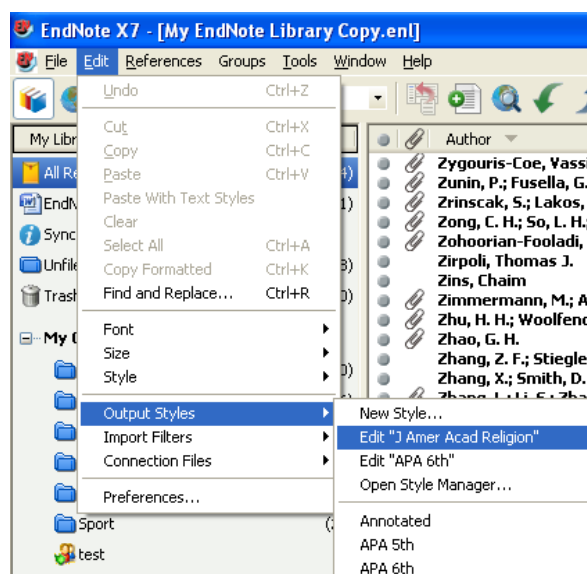 EndNote X7 - [My EndNote Library Copy.enl]
File Edit References Groups Tools Window Help
Undo Ctrl+Z
Cut Ctrl+X
Copy Ctrl+C
Paste Ctrl+V
Paste With Text Styles
Clear
Select All Ctrl+A
Copy Formatted Ctrl+K
Find and Replace... Ctrl+R
Font
Size
Style
Output Styles
Import Filters
Connection Files
Preferences...
My Libr
All Re
EndN
Sync
Unfile
Trash
My
Sport
test
Author
Zygouris-Coe, Vassi
Zunin, P.; Fusella, G.
Zrinscak, S.; Lakos,
Zong, C. H.; So, L. H.;
Zohoorian-Fooladi,
Zirpoli, Thomas J.
Zins, Chaim
Zimmermann, M.; A
Zhu, H. H.; Woolfend
Zhao, G. H.
Zhang, Z. F.; Stiegle
Zhang, X.; Smith, D.
New Style...
Edit "J Amer Acad Religion"
Edit "APA 6th"
Open Style Manager...
Annotated
APA 5th
APA 6th